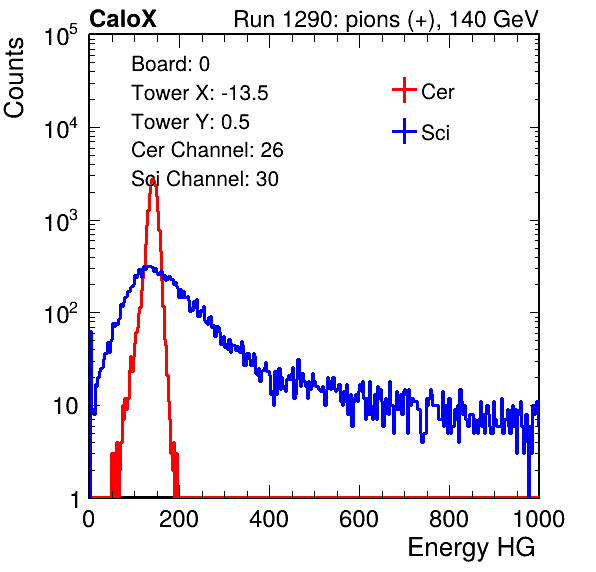 CaloX Run 1290: pions (+), 140 GeV
Counts
10^5
10^4
10^3
10^2
10
1
Board: 0
Tower X: -13.5
Tower Y: 0.5
Cer Channel: 26
Sci Channel: 30
Cer
Sci
0 200 400 600 800 1000
Energy HG